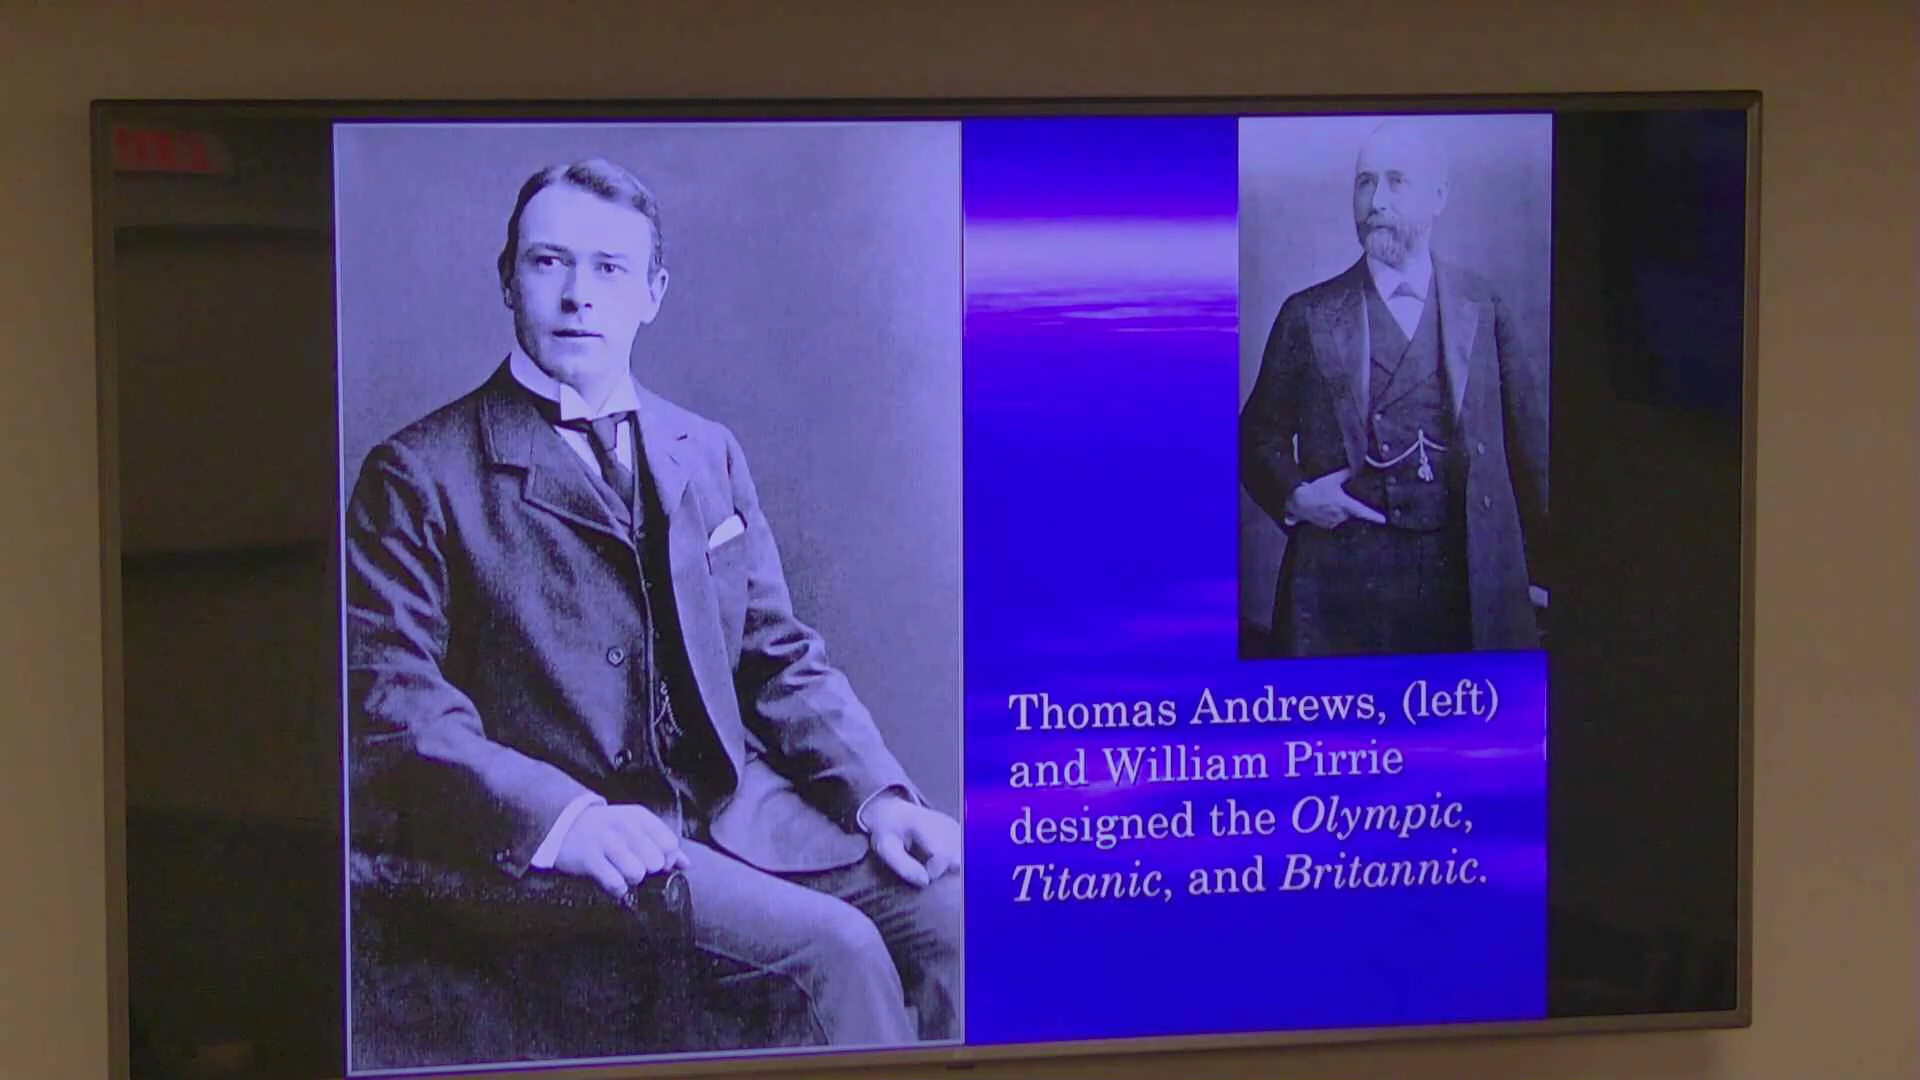 Thomas Andrews, (left)
and William Pirrie
designed the Olympic,
Titanic, and Britannic.